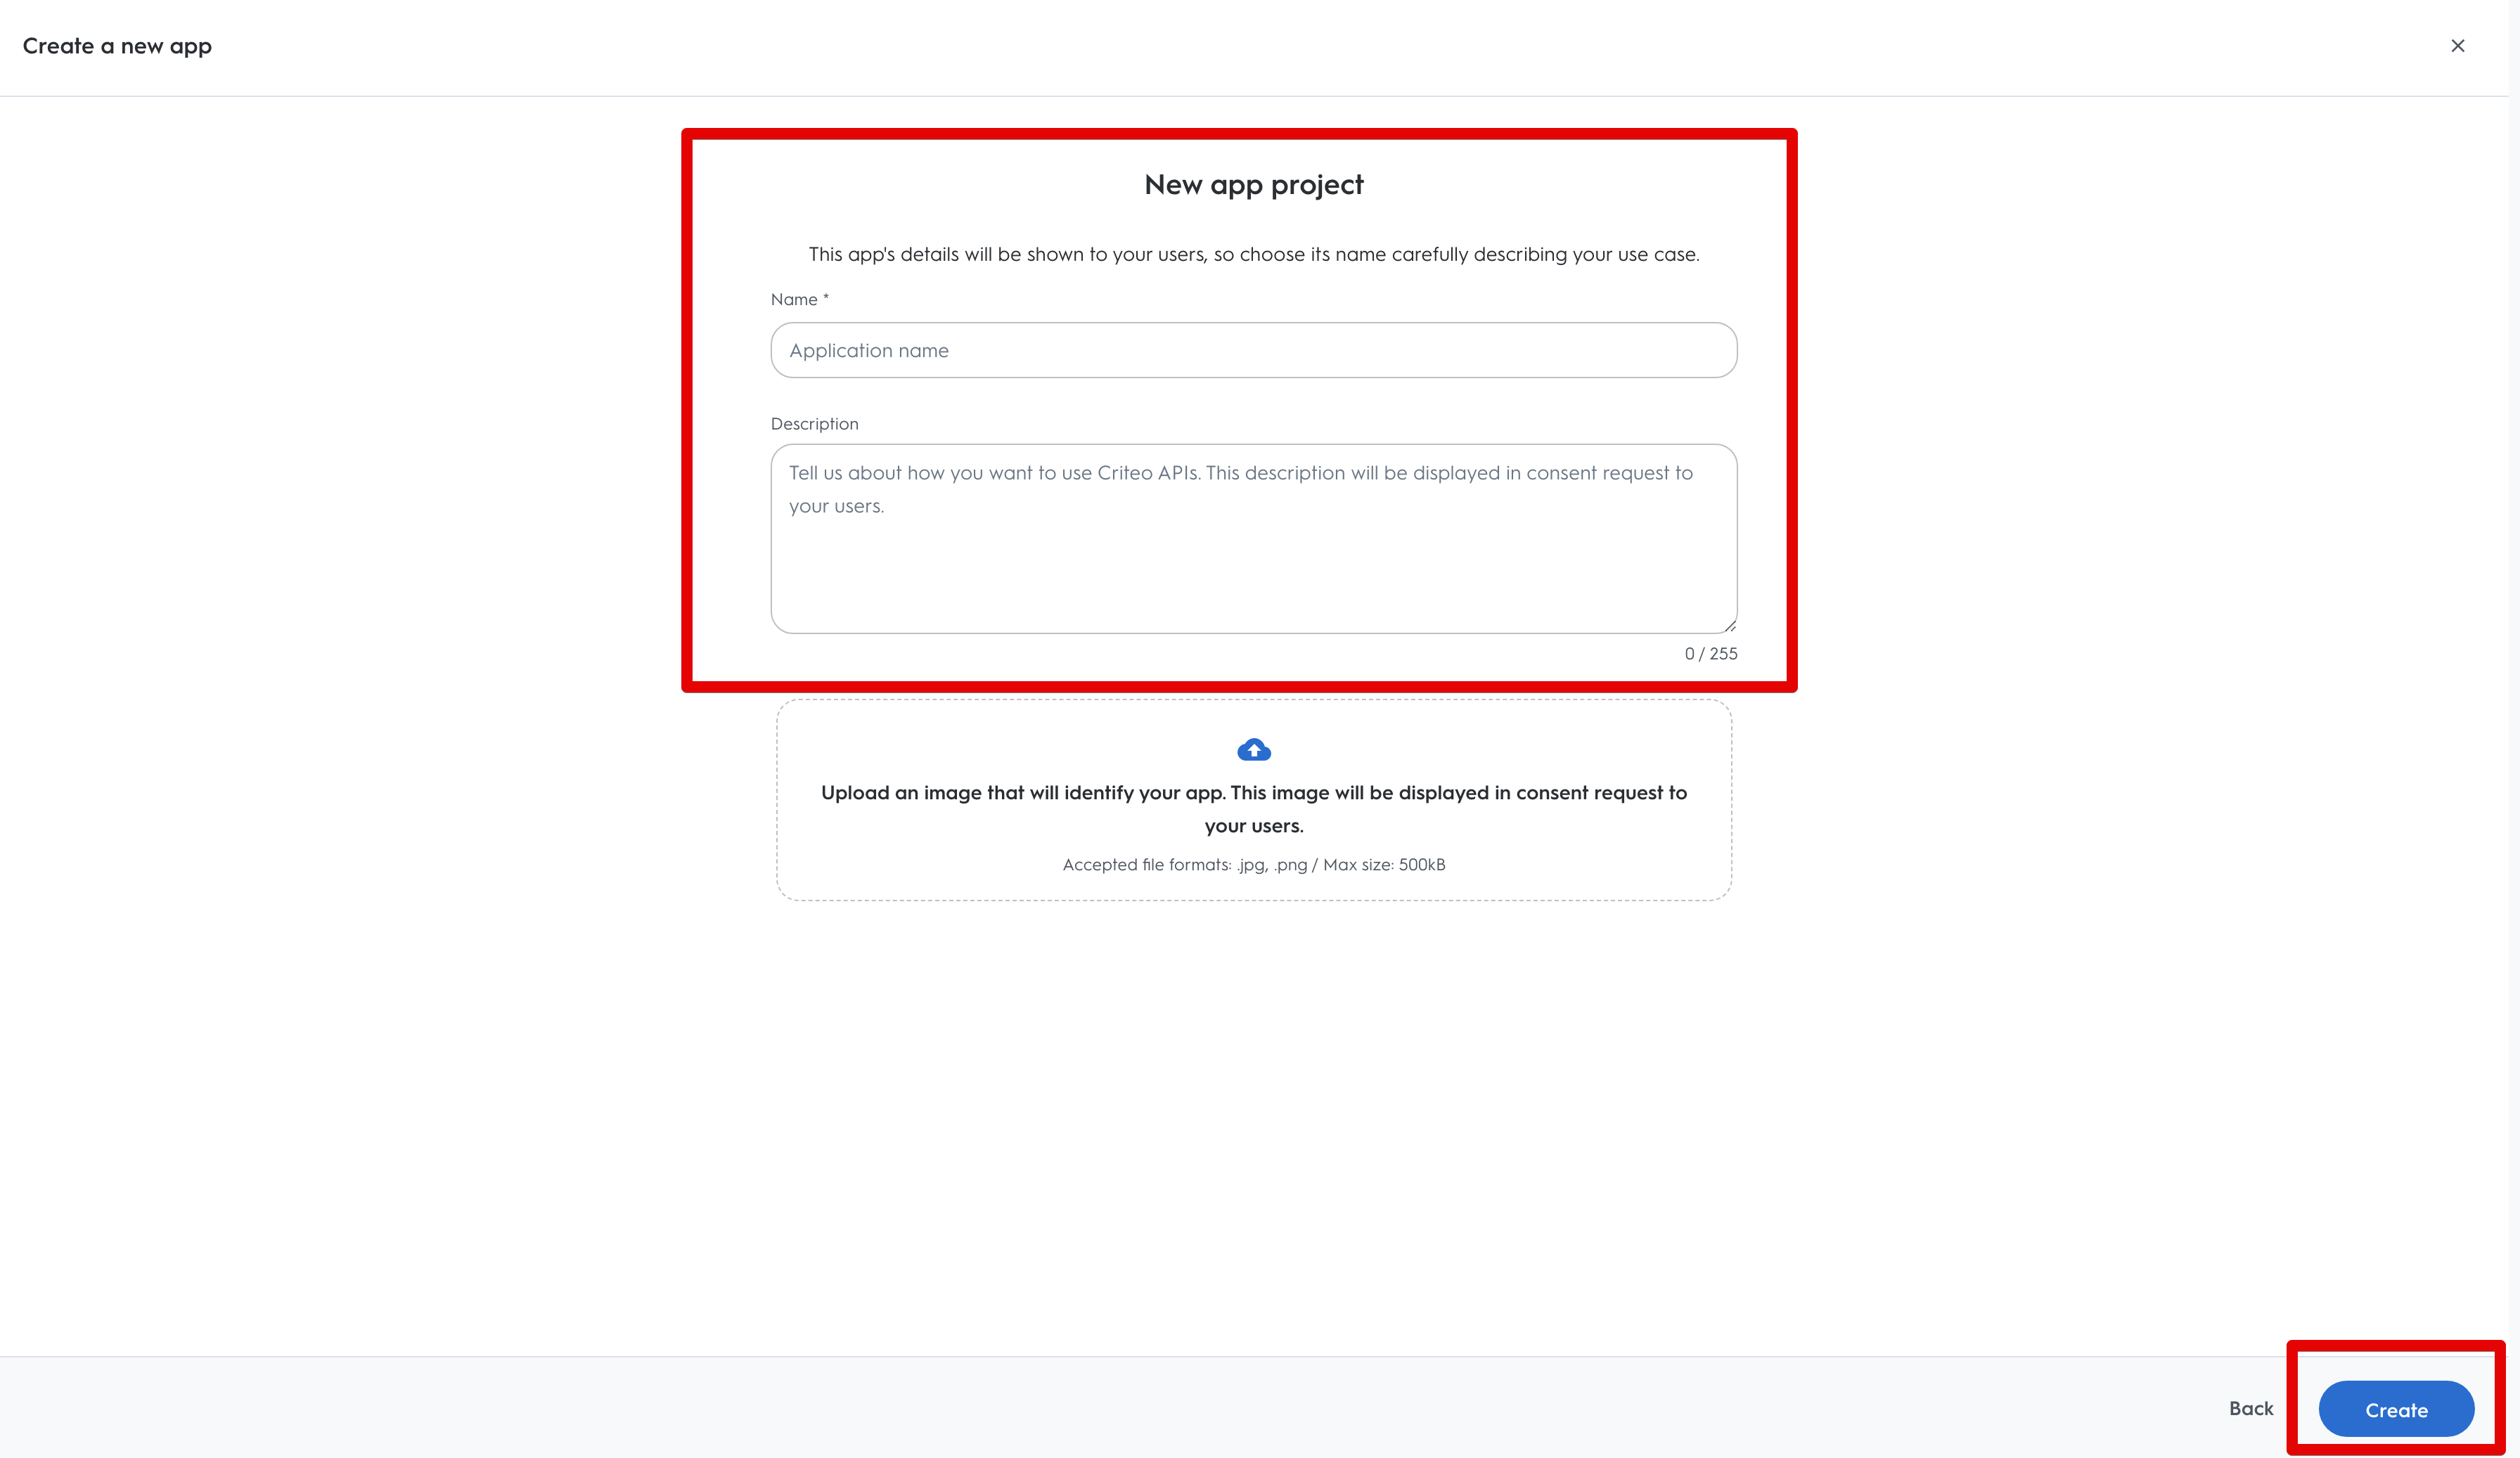 Create a new app
New app project
This app's details will be shown to your users, so choose its name carefully describing your use case.
Name *
Application name
Description
Tell us about how you want to use Criteo APIs. This description will be displayed in consent request to
your users.
0 / 255
Upload an image that will identify your app. This image will be displayed in consent request to
your users.
Accepted file formats: .jpg, .png / Max size: 500kB
Back
Create